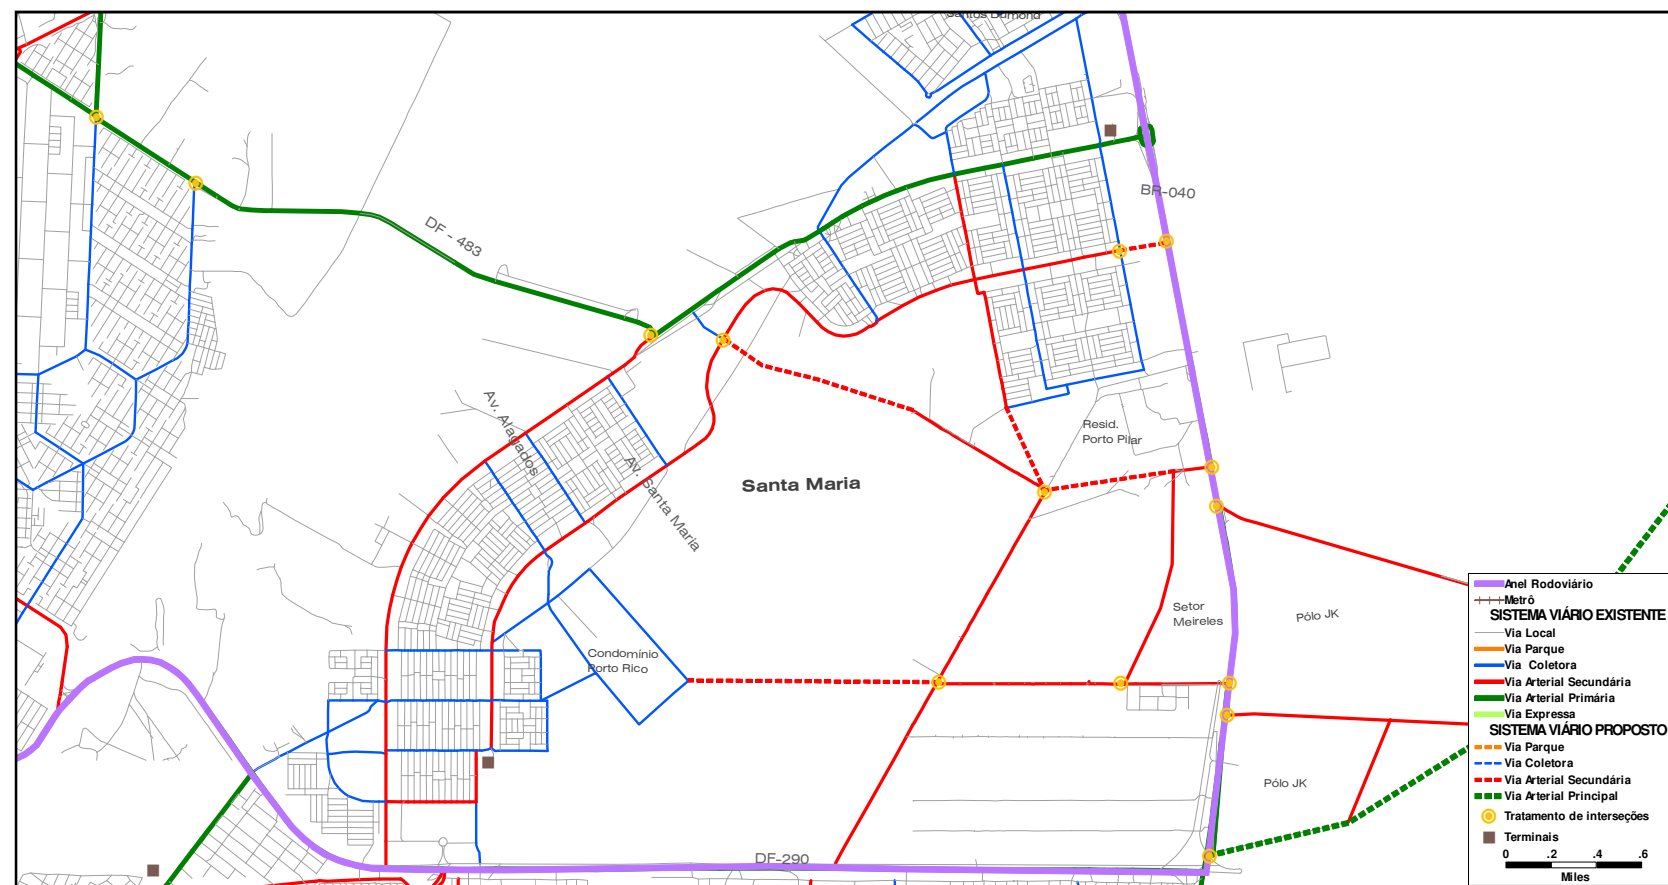 Santos Dumond
BR-040
DF - 483
Av. Alagados
Av. Santa Maria
Santa Maria
Resid.
Porto Pilar
Setor
Meireles
Pólo JK
Condomínio
Porto Rico
Pólo JK
DF-290
Anel Rodoviário
Metrô
SISTEMA VIÁRIO EXISTENTE
Via Local
Via Parque
Via Coletora
Via Arterial Secundária
Via Arterial Primária
Via Expressa
SISTEMA VIÁRIO PROPOSTO
Via Parque
Via Coletora
Via Arterial Secundária
Via Arterial Principal
Tratamento de interseções
Terminais
0 .2 .4 .6
Miles